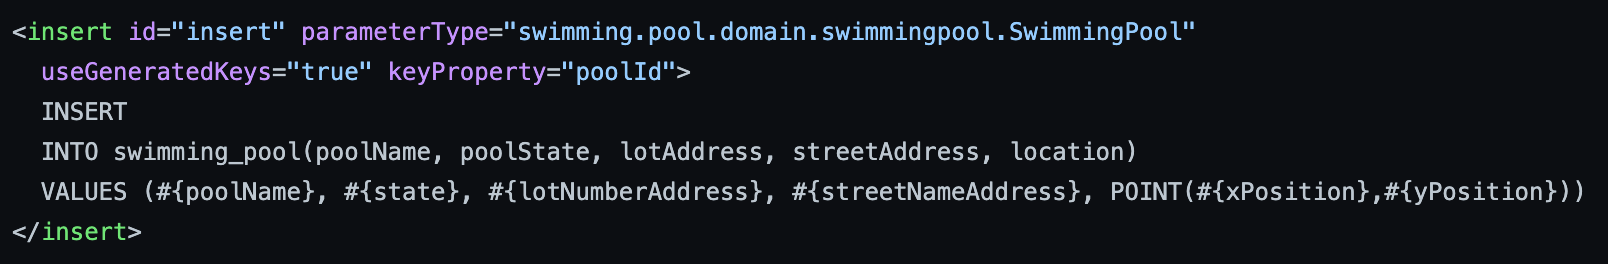 <insert id="insert" parameterType="swimming.pool.domain.swimmingpool.SwimmingPool"
  useGeneratedKeys="true" keyProperty="poolId">
  INSERT
  INTO swimming_pool(poolName, poolState, lotAddress, streetAddress, location)
  VALUES (#{poolName}, #{state}, #{lotNumberAddress}, #{streetNameAddress}, POINT(#{xPosition},#{yPosition}))
</insert>